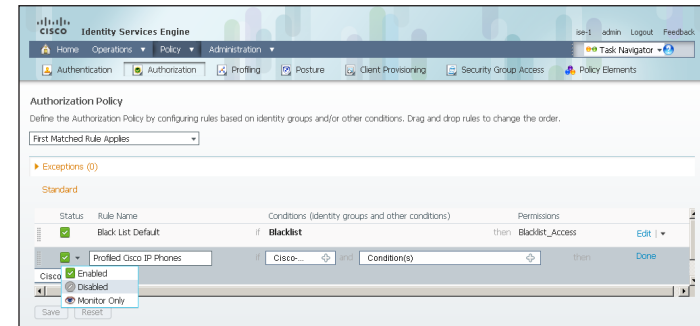 CISCO Identity Services Engine
ise-1 admin Logout Feedback
Home Operations Policy Administration
Task Navigator
Authentication Authorization Profiling Posture Client Provisioning Security Group Access Policy Elements
Authorization Policy
Define the Authorization Policy by configuring rules based on identity groups and/or other conditions. Drag and drop rules to change the order.
First Matched Rule Applies
Exceptions (0)
Standard
Status Rule Name Conditions (identity groups and other conditions) Permissions
Black List Default if Blacklist then Blacklist_Access Edit |
Profiled Cisco IP Phones if Cisco-... and Condition(s) then Done
Cisco
Enabled
Disabled
Monitor Only
Save Reset